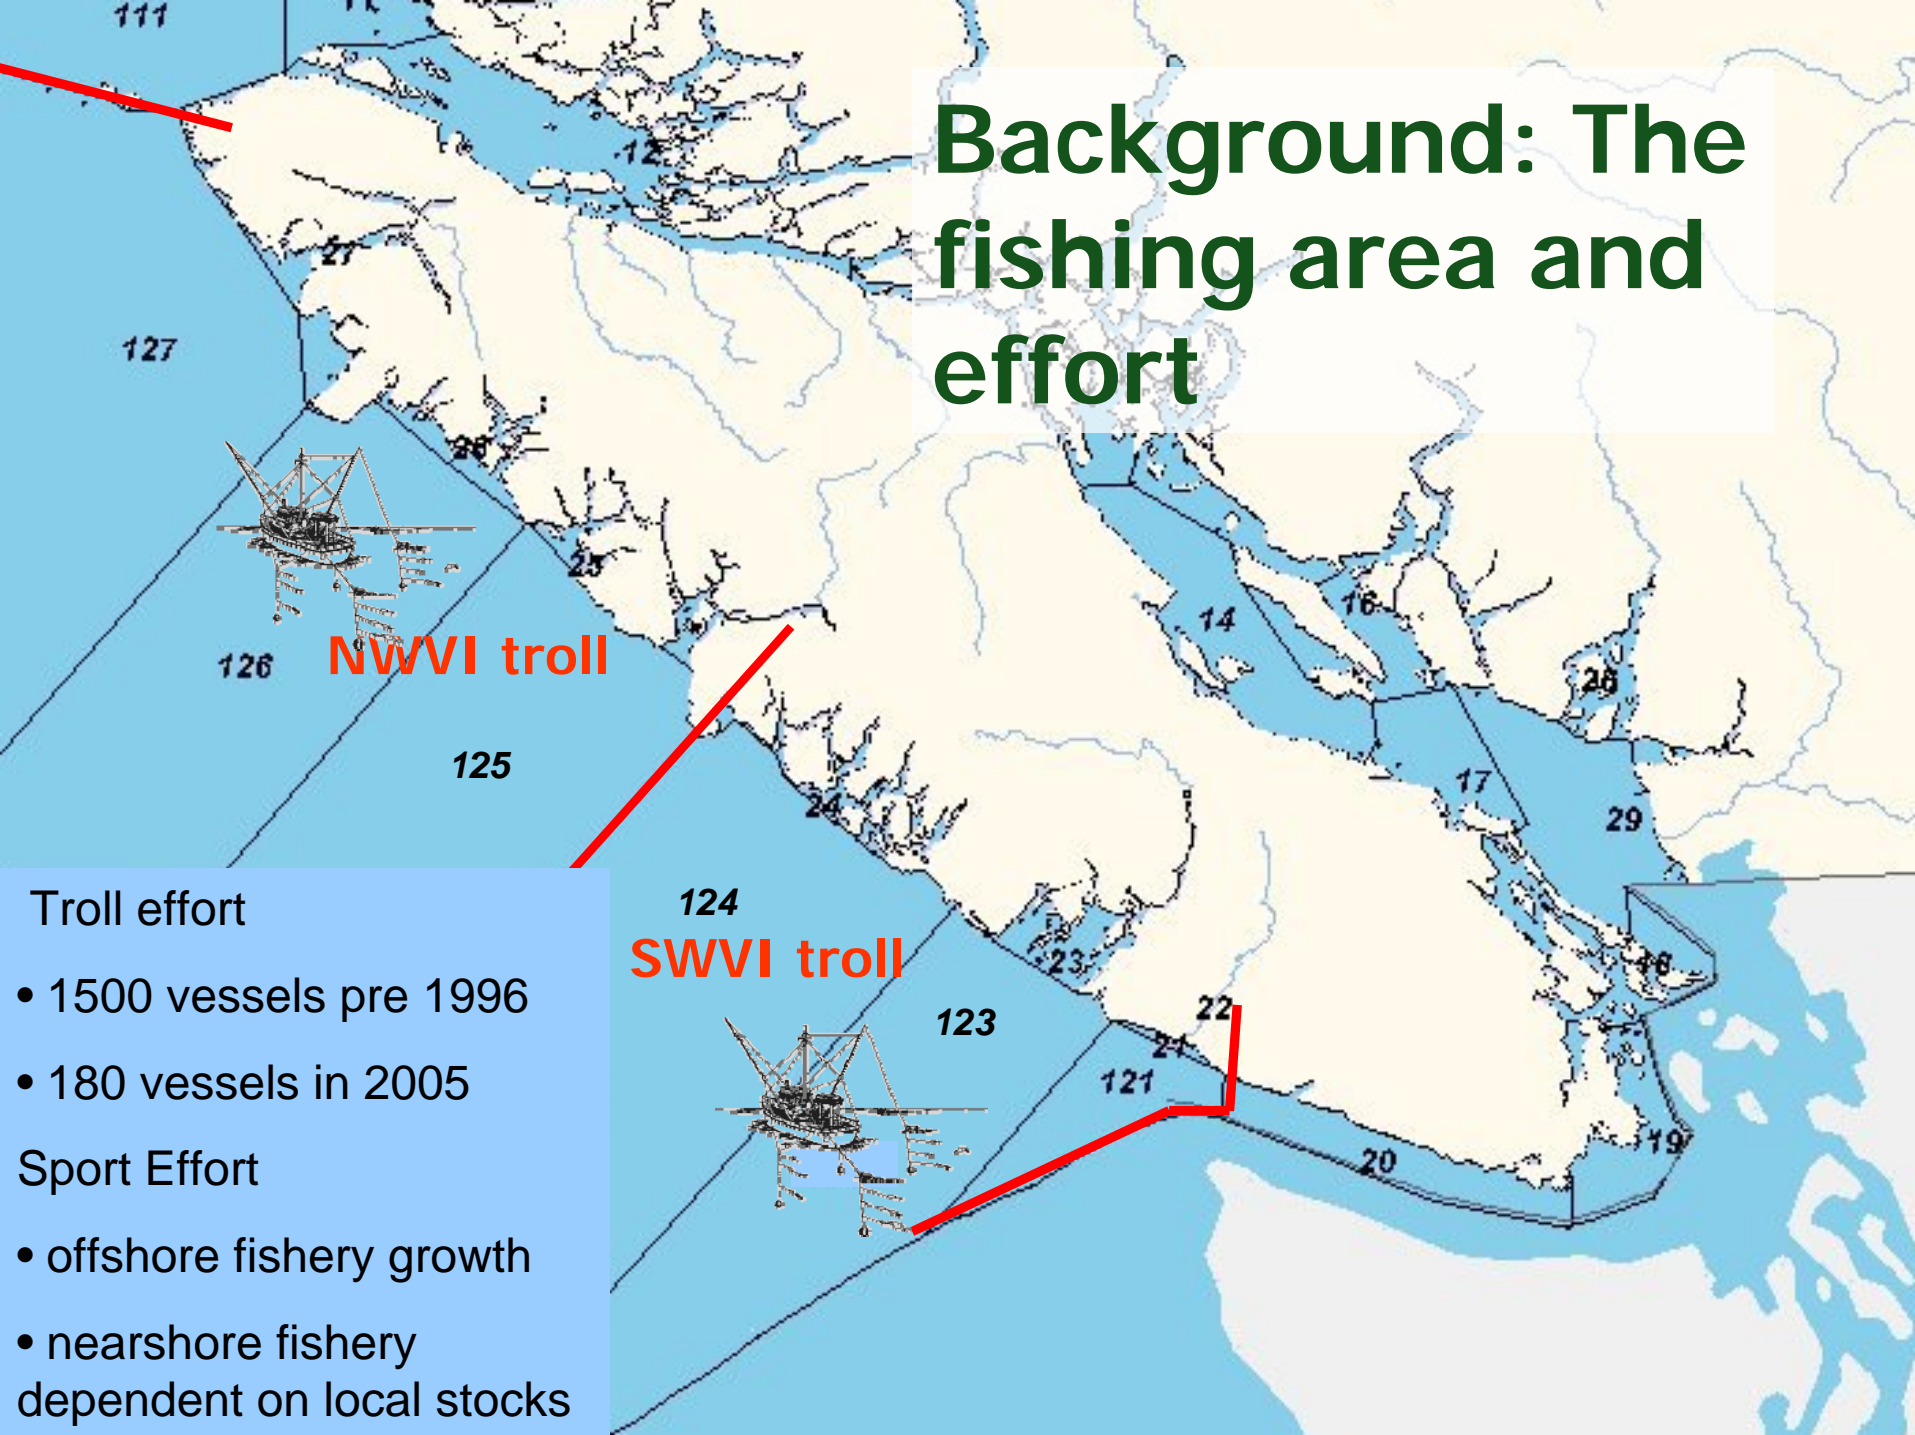 111
Background: The
fishing area and
effort
12
27
127
26
25
14
16
126
NWVI troll
28
125
17
24
29
124
SWVI troll
23
18
22
123
21
121
19
20
Troll effort
• 1500 vessels pre 1996
• 180 vessels in 2005
Sport Effort
• offshore fishery growth
• nearshore fishery
dependent on local stocks